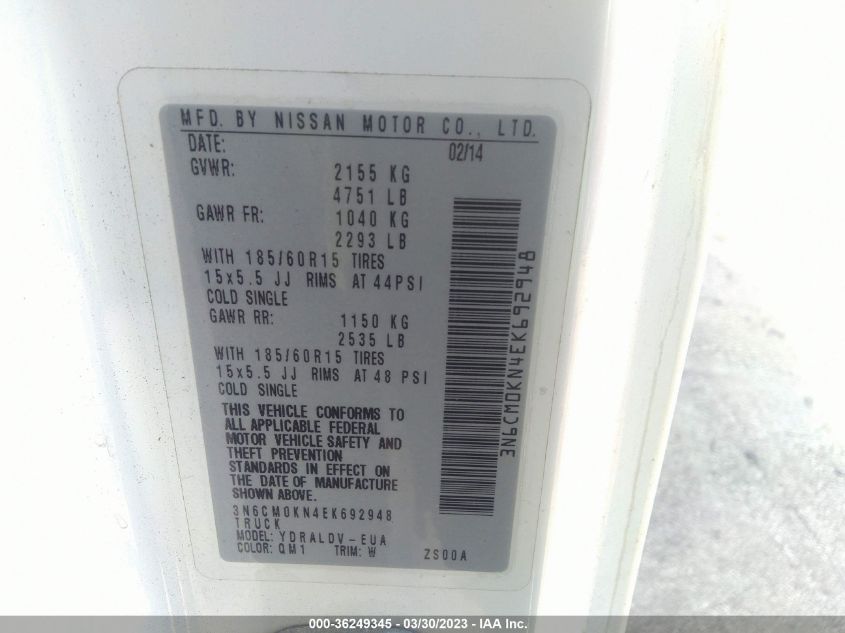 MFD. BY NISSAN MOTOR CO., LTD.
DATE: 02/14
GVWR: 2155 KG
4751 LB
GAWR FR: 1040 KG
2293 LB
WITH 185/60R15 TIRES
15x5.5 JJ RIMS AT 44PSI
COLD SINGLE
GAWR RR: 1150 KG
2535 LB
WITH 185/60R15 TIRES
15x5.5 JJ RIMS AT 48 PSI
COLD SINGLE
THIS VEHICLE CONFORMS TO
ALL APPLICABLE FEDERAL
MOTOR VEHICLE SAFETY AND
THEFT PREVENTION
STANDARDS IN EFFECT ON
THE DATE OF MANUFACTURE
SHOWN ABOVE.
3N6CM0KN4EK692948
TRUCK
MODEL: YDRALDV-EUA
COLOR: QM1 TRIM: W ZS00A
3N6CM0KN4EK692948
000-36249345 - 03/30/2023 - IAA Inc.